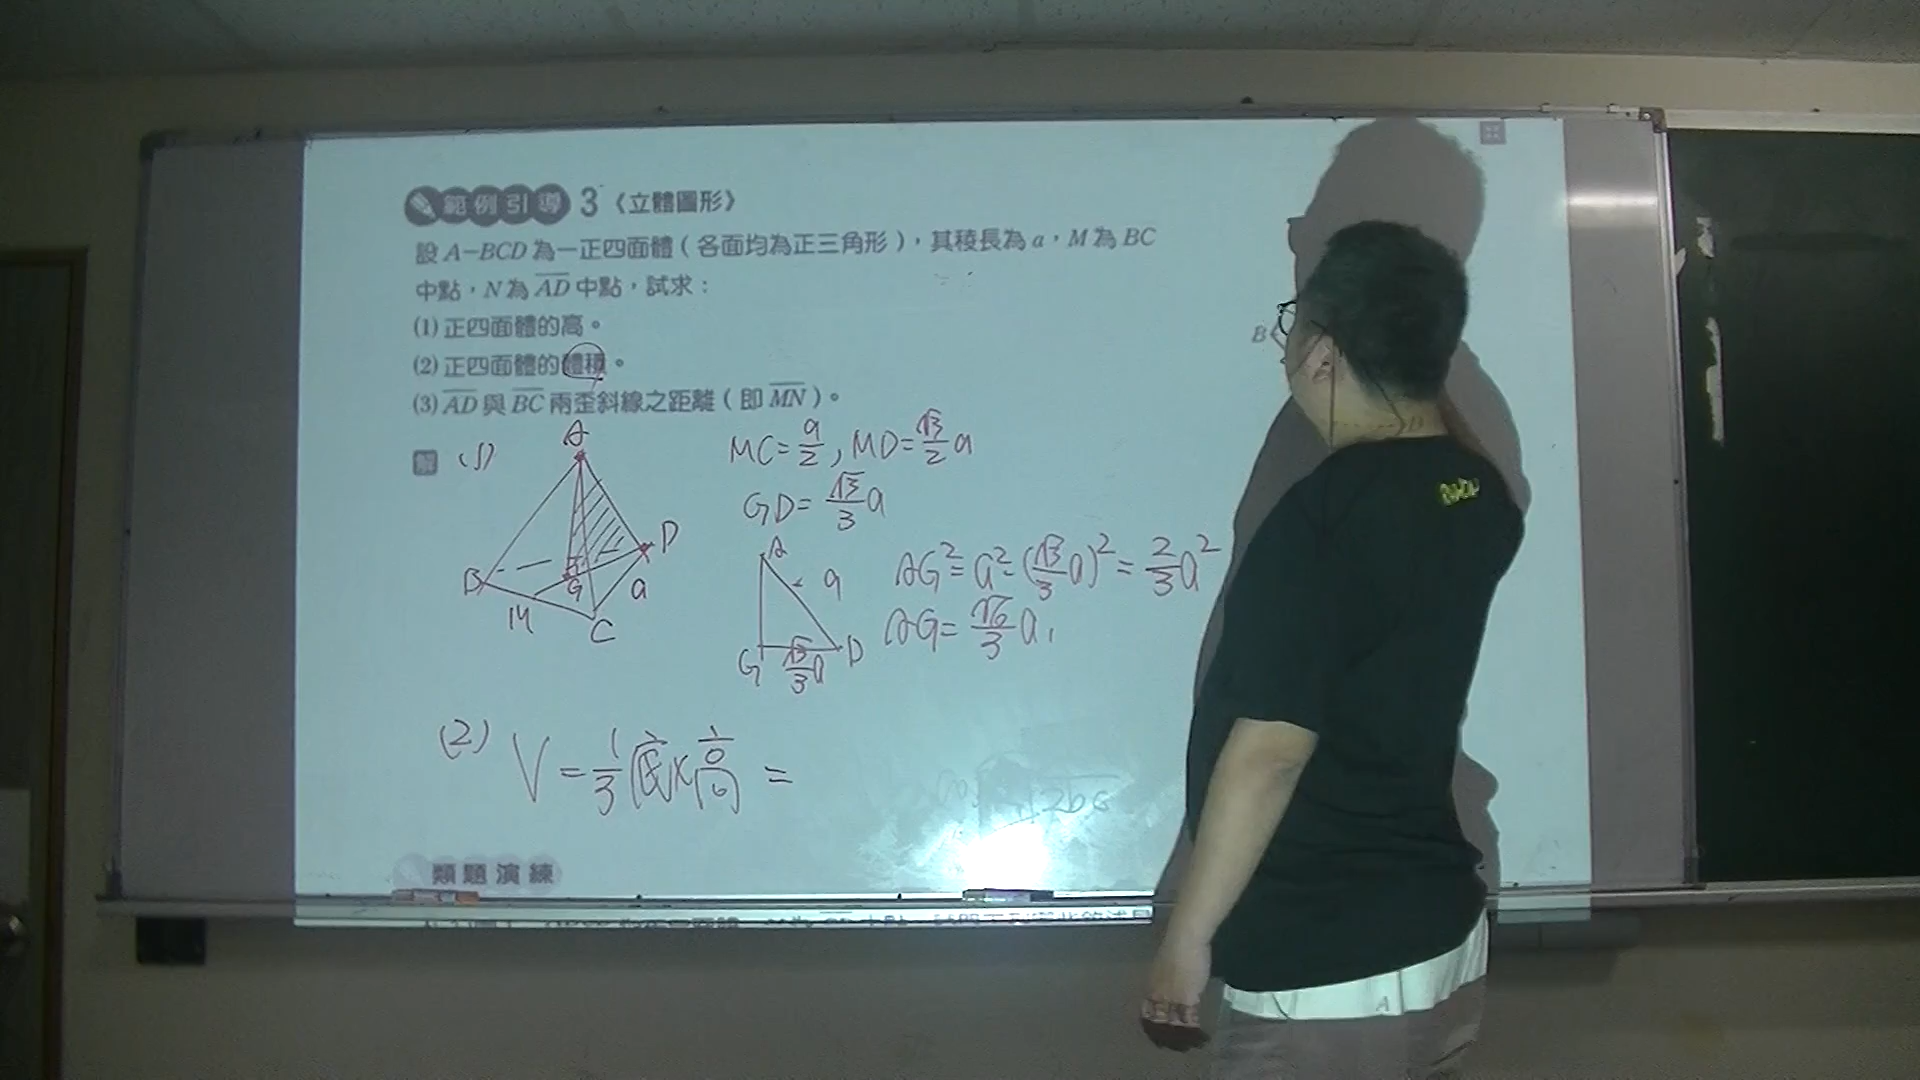 範例引導 3《立體圖形》
設 A-BCD 為一正四面體（各面均為正三角形），其稜長為 a，M 為 BC
中點，N 為 AD 中點，試求：
(1) 正四面體的高。
(2) 正四面體的體積。
(3) AD 與 BC 兩歪斜線之距離（即 MN）。
解 (1)
A
B
M
G
C
D
a
MC=a/2, MD=√3/2 a
GD=√3/3 a
A
a
G
√3/3 a
D
AG²=a²-(√3/3 a)²=2/3 a²
AG=√6/3 a,
(2) V=1/3底×高=
類題演練
B
D
A